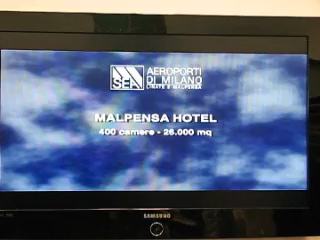 SEA
AEROPORTI
DI MILANO
LINATE E MALPENSA
MALPENSA HOTEL
400 camere - 26.000 mq
SAMSUNG